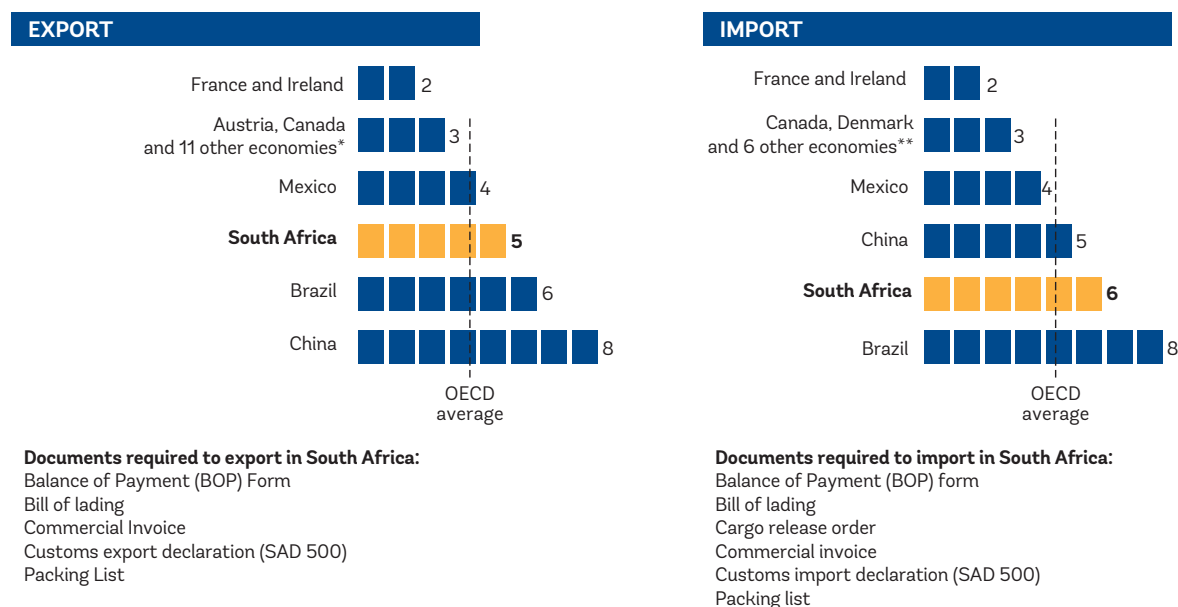 EXPORT
France and Ireland
2
Austria, Canada
and 11 other economies*
3
Mexico
4
South Africa
5
Brazil
6
China
8
OECD
average
Documents required to export in South Africa:
Balance of Payment (BOP) Form
Bill of lading
Commercial Invoice
Customs export declaration (SAD 500)
Packing List
IMPORT
France and Ireland
2
Canada, Denmark
and 6 other economies**
3
Mexico
4
China
5
South Africa
6
Brazil
8
OECD
average
Documents required to import in South Africa:
Balance of Payment (BOP) form
Bill of lading
Cargo release order
Commercial invoice
Customs import declaration (SAD 500)
Packing list